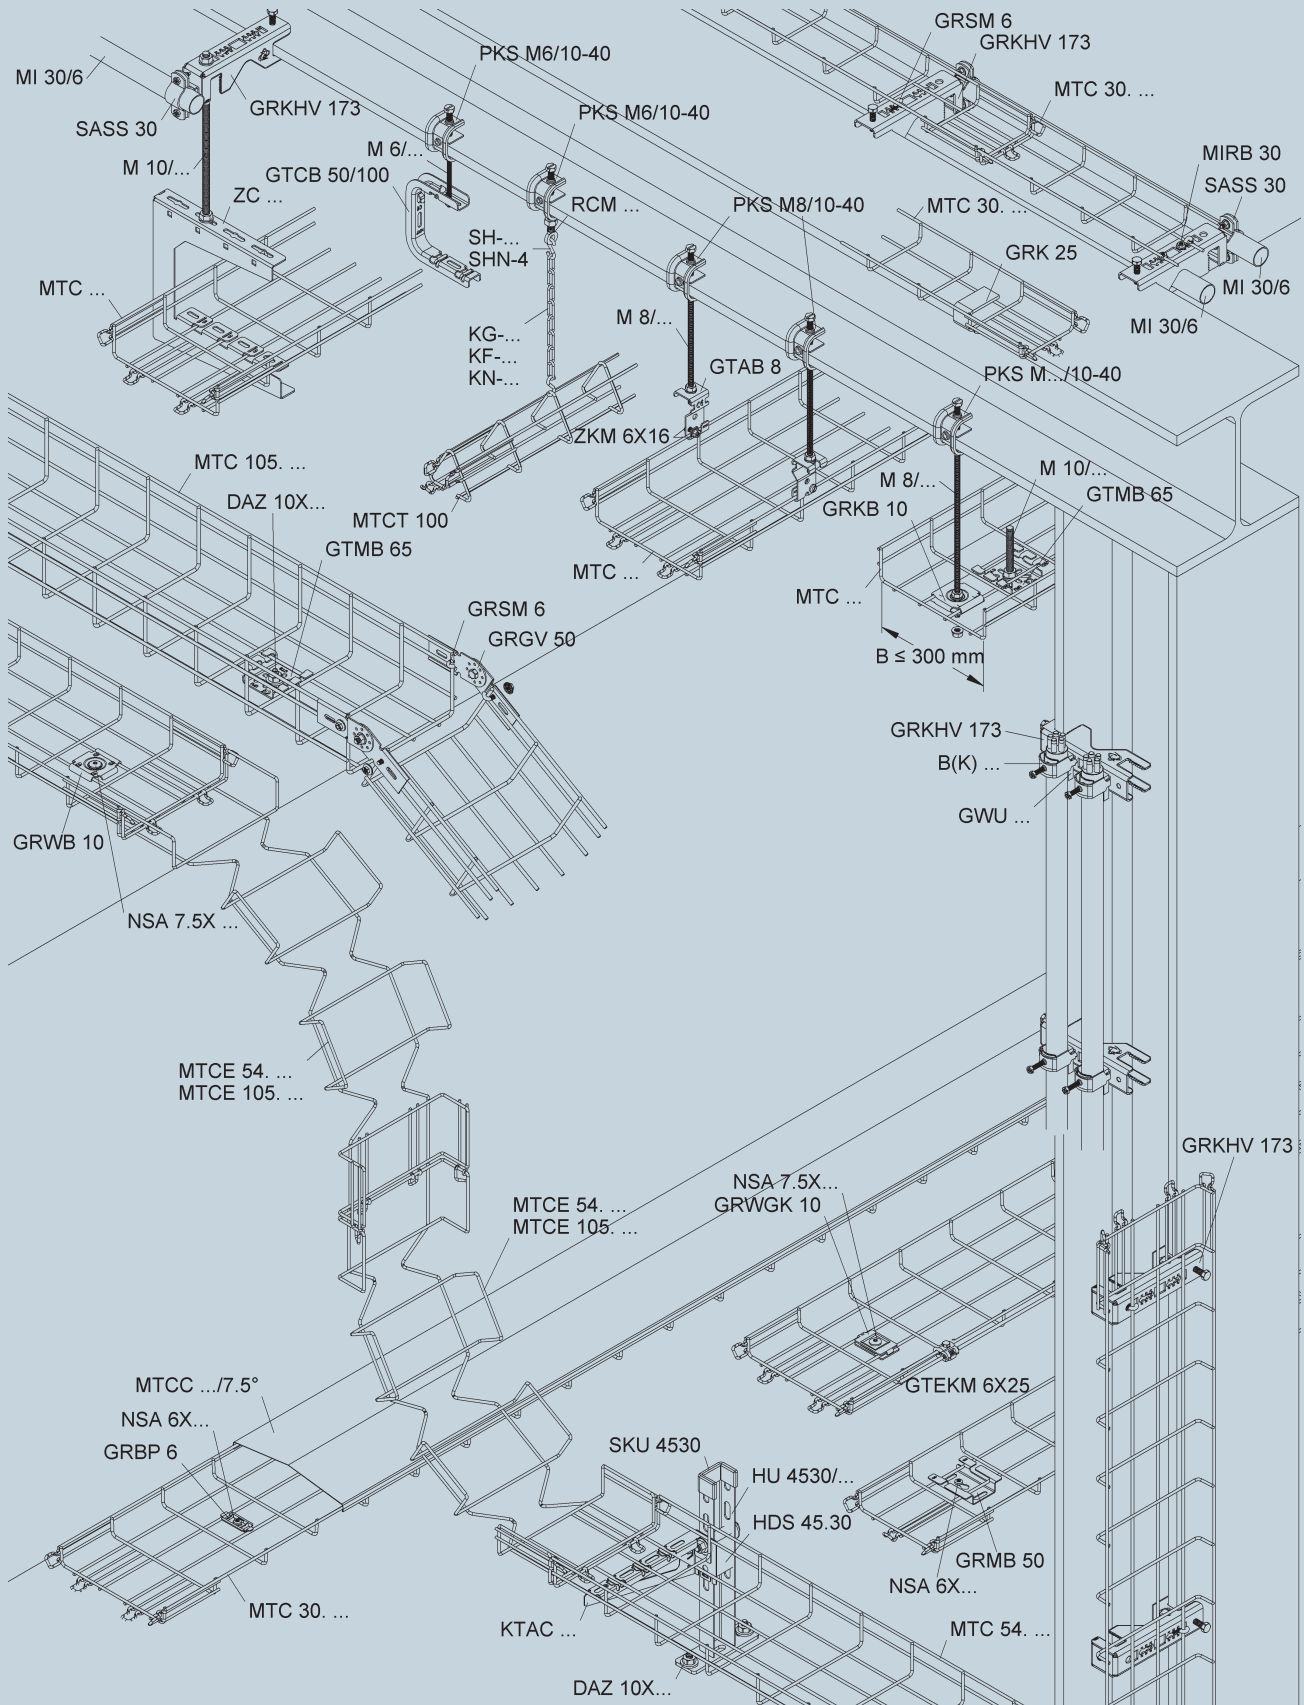 GRSM 6
GRKHV 173
PKS M6/10-40
MI 30/6
MTC 30. ...
GRKHV 173
PKS M6/10-40
SASS 30
M 6/...
MIRB 30
M 10/...
GTCB 50/100
SASS 30
ZC ...
RCM ...
PKS M8/10-40
MTC 30. ...
SH-...
SHN-4
GRK 25
MTC ...
MI 30/6
M 8/...
MI 30/6
KG-...
KF-...
KN-...
GTAB 8
PKS M.../10-40
ZKM 6X16
MTC 105. ...
M 10/...
M 8/...
GTMB 65
DAZ 10X...
GRKB 10
MTCT 100
GTMB 65
MTC ...
MTC ...
GRSM 6
GRGV 50
B ≤ 300 mm
GRKHV 173
B(K) ...
GWU ...
GRWB 10
NSA 7.5X ...
MTCE 54. ...
MTCE 105. ...
GRKHV 173
NSA 7.5X...
GRWGK 10
MTCE 54. ...
MTCE 105. ...
MTCC .../7.5°
GTEKM 6X25
NSA 6X...
GRBP 6
SKU 4530
HU 4530/...
HDS 45.30
GRMB 50
NSA 6X...
MTC 30. ...
KTAC ...
MTC 54. ...
DAZ 10X...